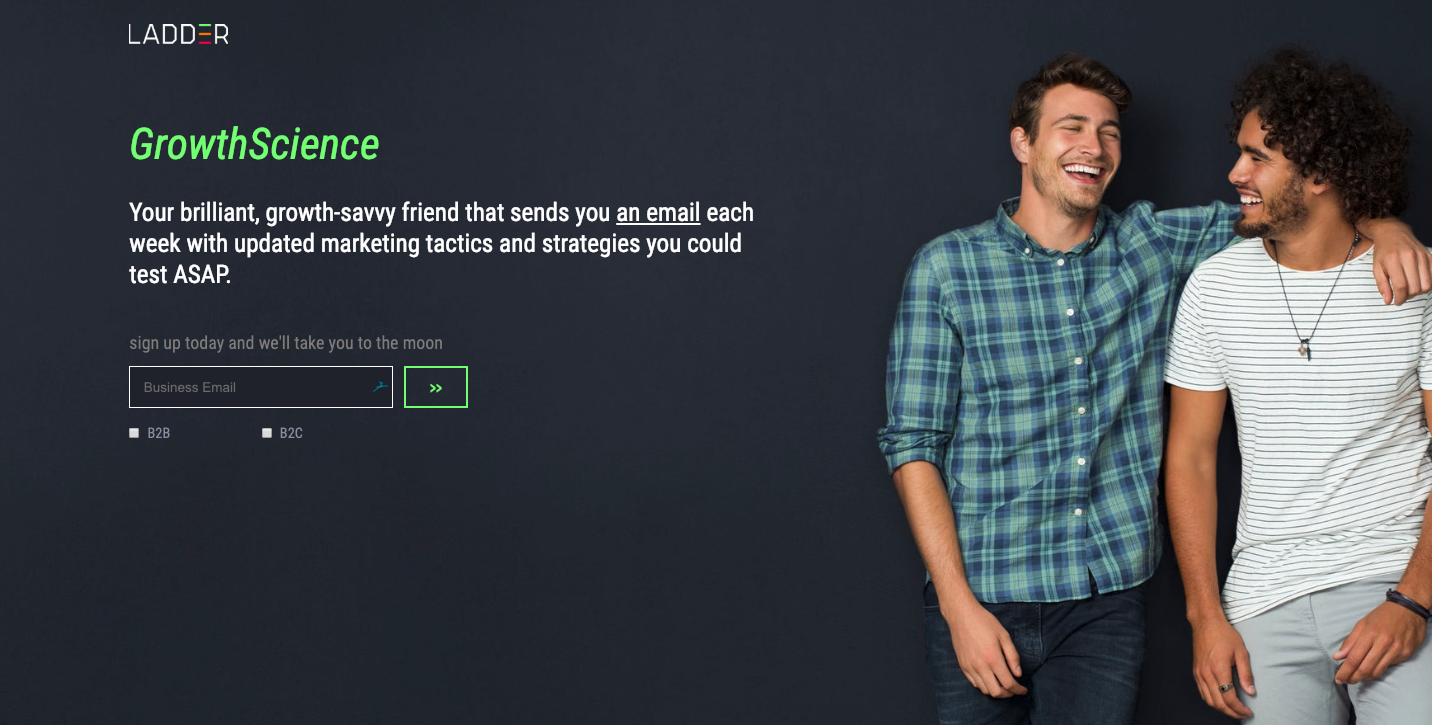 LADDER
GrowthScience
Your brilliant, growth-savvy friend that sends you an email each
week with updated marketing tactics and strategies you could
test ASAP.
sign up today and we'll take you to the moon
Business Email
»
B2B
B2C